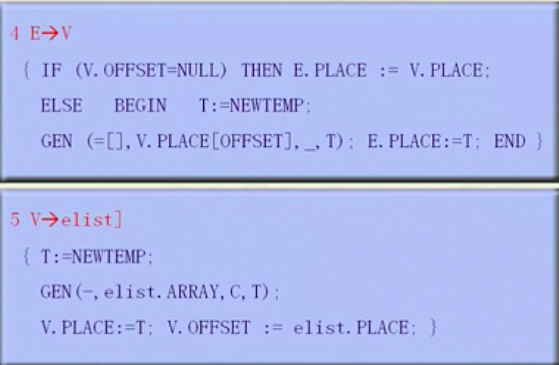 4 E→V
{ IF (V.OFFSET=NULL) THEN E.PLACE := V.PLACE;
ELSE BEGIN T:=NEWTEMP;
GEN (=[],V.PLACE[OFFSET],_,T); E.PLACE:=T; END }
5 V→elist]
{ T:=NEWTEMP;
GEN(-,elist.ARRAY,C,T);
V.PLACE:=T; V.OFFSET := elist.PLACE; }